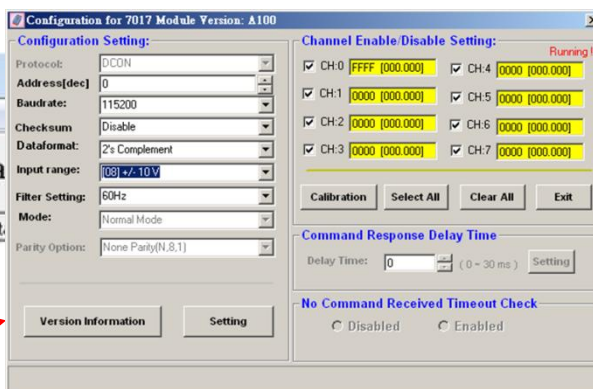 Configuration for 7017 Module Version: A100
Configuration Setting:
Protocol: DCON
Address[dec] 0
Baudrate: 115200
Checksum Disable
Dataformat: 2's Complement
Input range: [08] +/- 10 V
Filter Setting: 60Hz
Mode: Normal Mode
Parity Option: None Parity(N,8,1)
Version Information Setting
Channel Enable/Disable Setting:
Running !
CH:0 FFFF [000.000] CH:4 0000 [000.000]
CH:1 0000 [000.000] CH:5 0000 [000.000]
CH:2 0000 [000.000] CH:6 0000 [000.000]
CH:3 0000 [000.000] CH:7 0000 [000.000]
Calibration Select All Clear All Exit
Command Response Delay Time
Delay Time: 0 ( 0 ~ 30 ms ) Setting
No Command Received Timeout Check
Disabled Enabled